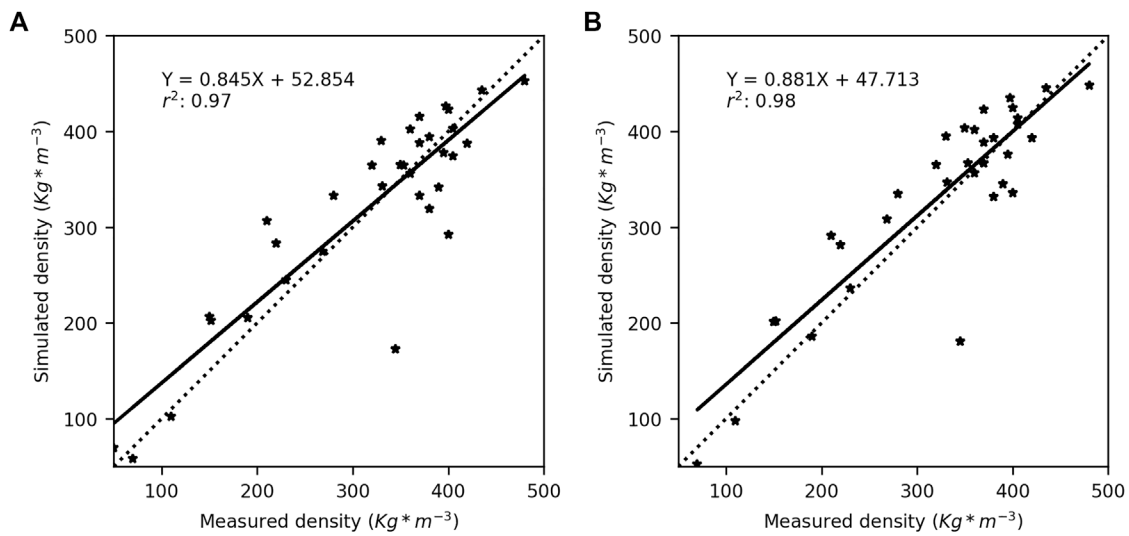 A
500
400
300
200
100
Simulated density (Kg * m⁻³)
Y = 0.845X + 52.854
r²: 0.97
100 200 300 400 500
Measured density (Kg * m⁻³)
B
500
400
300
200
100
Simulated density (Kg * m⁻³)
Y = 0.881X + 47.713
r²: 0.98
100 200 300 400 500
Measured density (Kg * m⁻³)